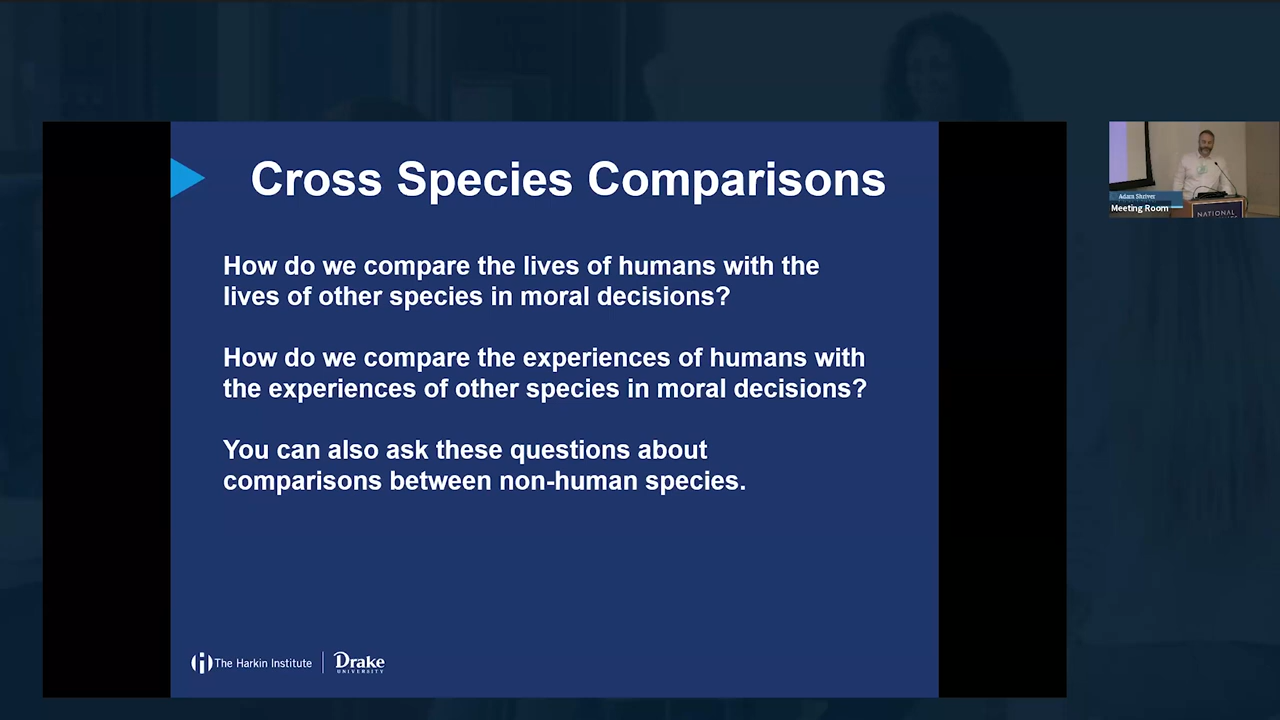 Cross Species Comparisons
How do we compare the lives of humans with the
lives of other species in moral decisions?
How do we compare the experiences of humans with
the experiences of other species in moral decisions?
You can also ask these questions about
comparisons between non-human species.
The Harkin Institute
Drake
UNIVERSITY
Adam Shriver
Meeting Room
NATIONAL